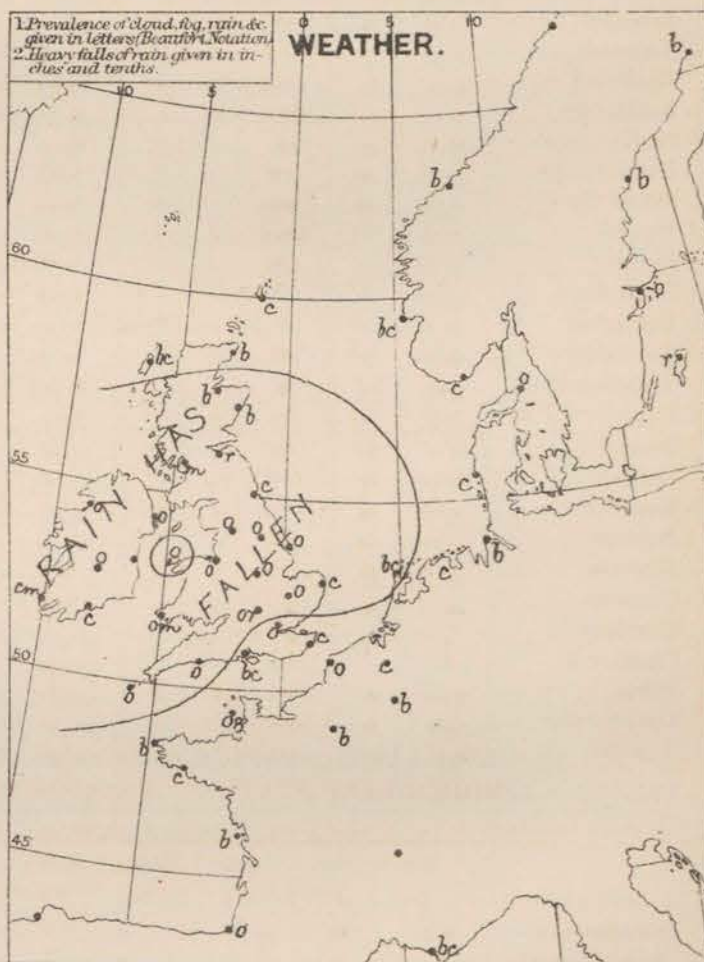 1. Prevalence of cloud, fog, rain &c.
given in letters (Beaufort Notation)
2. Heavy falls of rain given in in-
ches and tenths.
WEATHER.
10 5 0 5 10
b
b b
60
c
b
bc
bc b
r
b c o
b
HAS
m r
55
c c
RAIN
o
o
o o o b
o o o bc c
FALLEN
o c
cm
c om or
o c
50
b bc o c
o
b
b b
c
45
b
o
bc